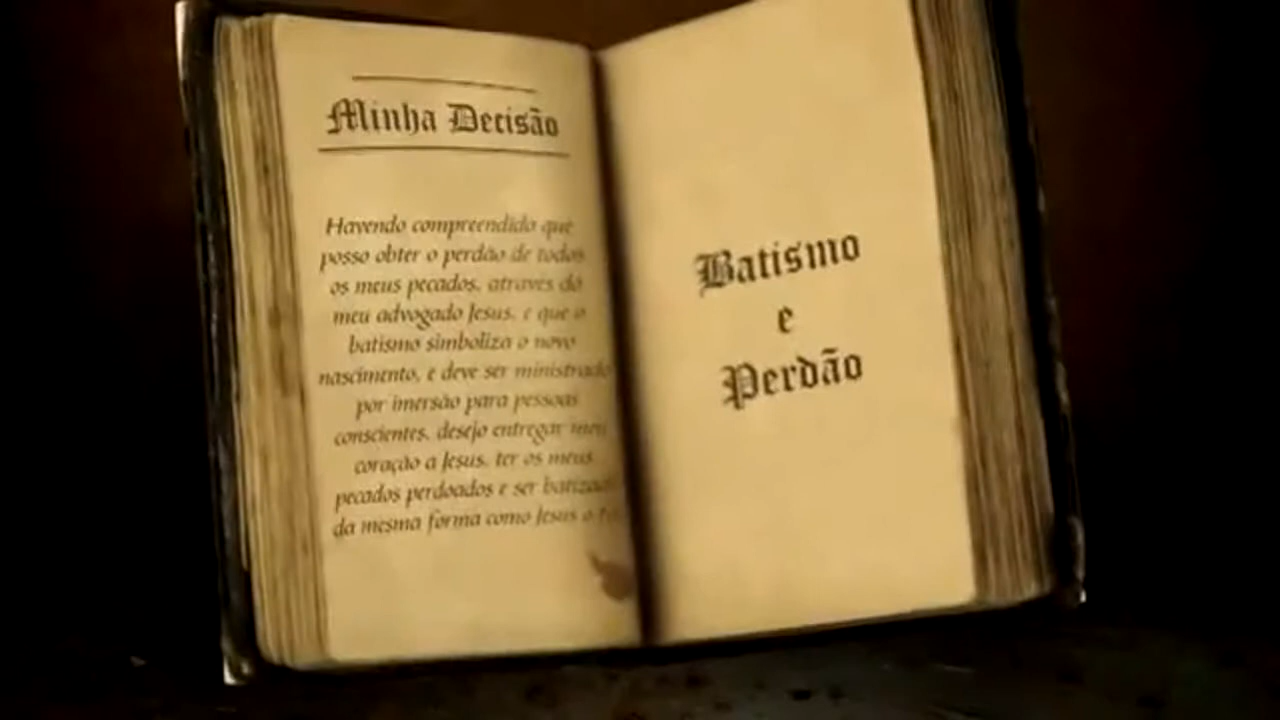 Minha Decisão
Havendo compreendido que
posso obter o perdão de todos
os meus pecados, através do
meu advogado Jesus, e que o
batismo simboliza o novo
nascimento, e deve ser ministrado
por imersão para pessoas
conscientes, desejo entregar meu
coração a Jesus, ter os meus
pecados perdoados e ser
da mesma forma como Jesus o
Batismo
e
Perdão